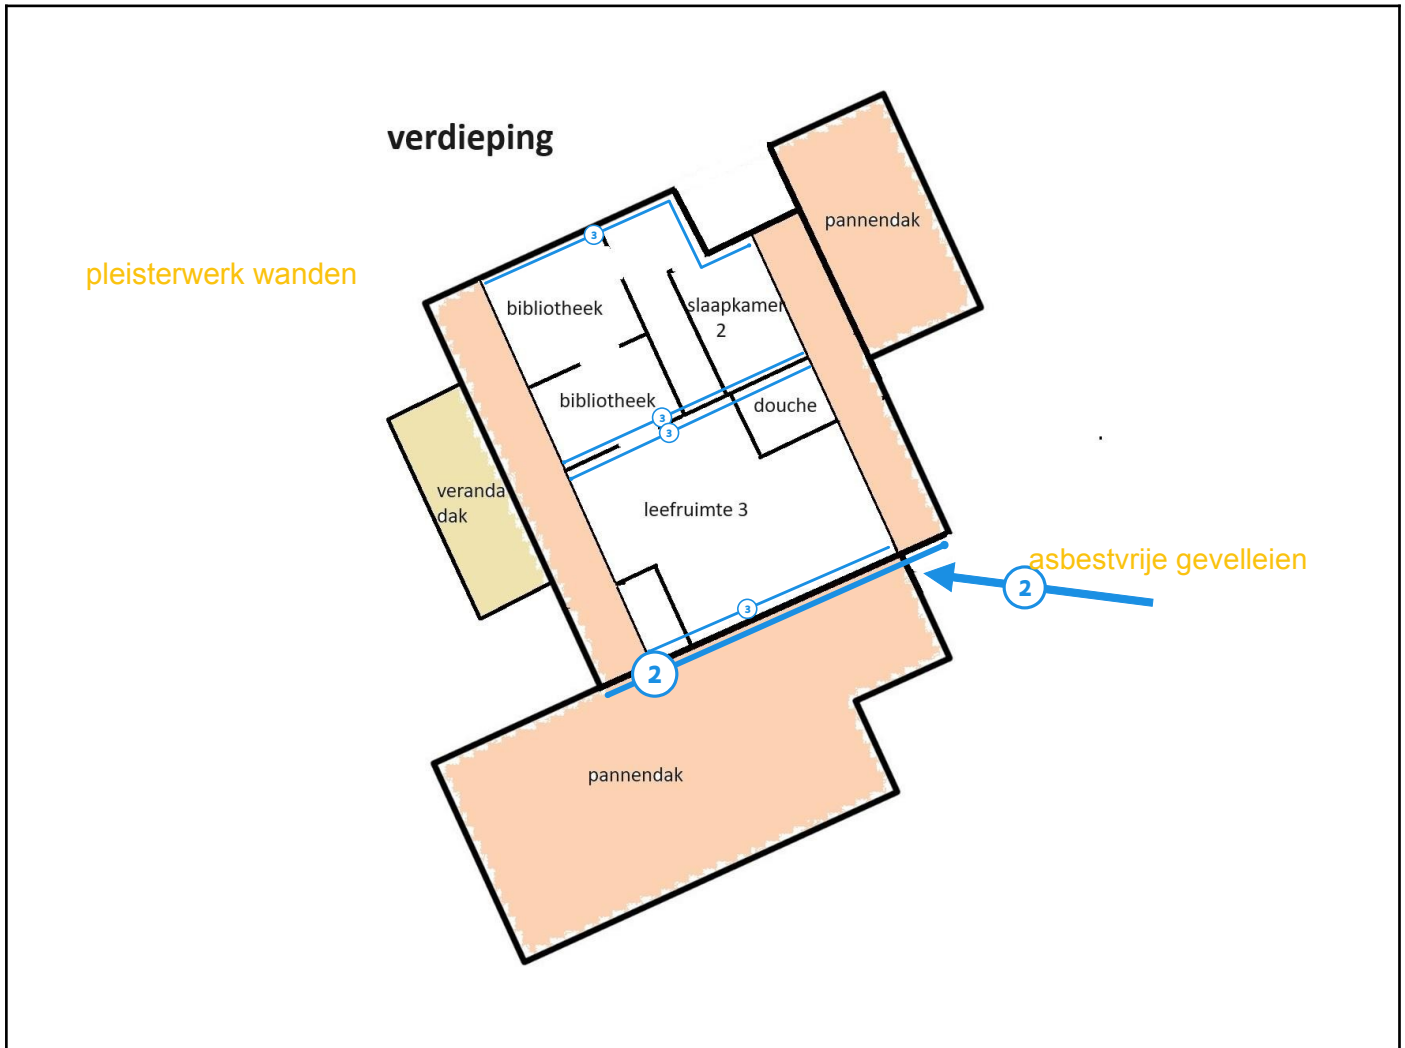 verdieping
pannendak
pleisterwerk wanden
3
bibliotheek
slaapkamer
2
bibliotheek
douche
3
3
veranda
dak
leefruimte 3
asbestvrije gevelleien
2
3
2
pannendak